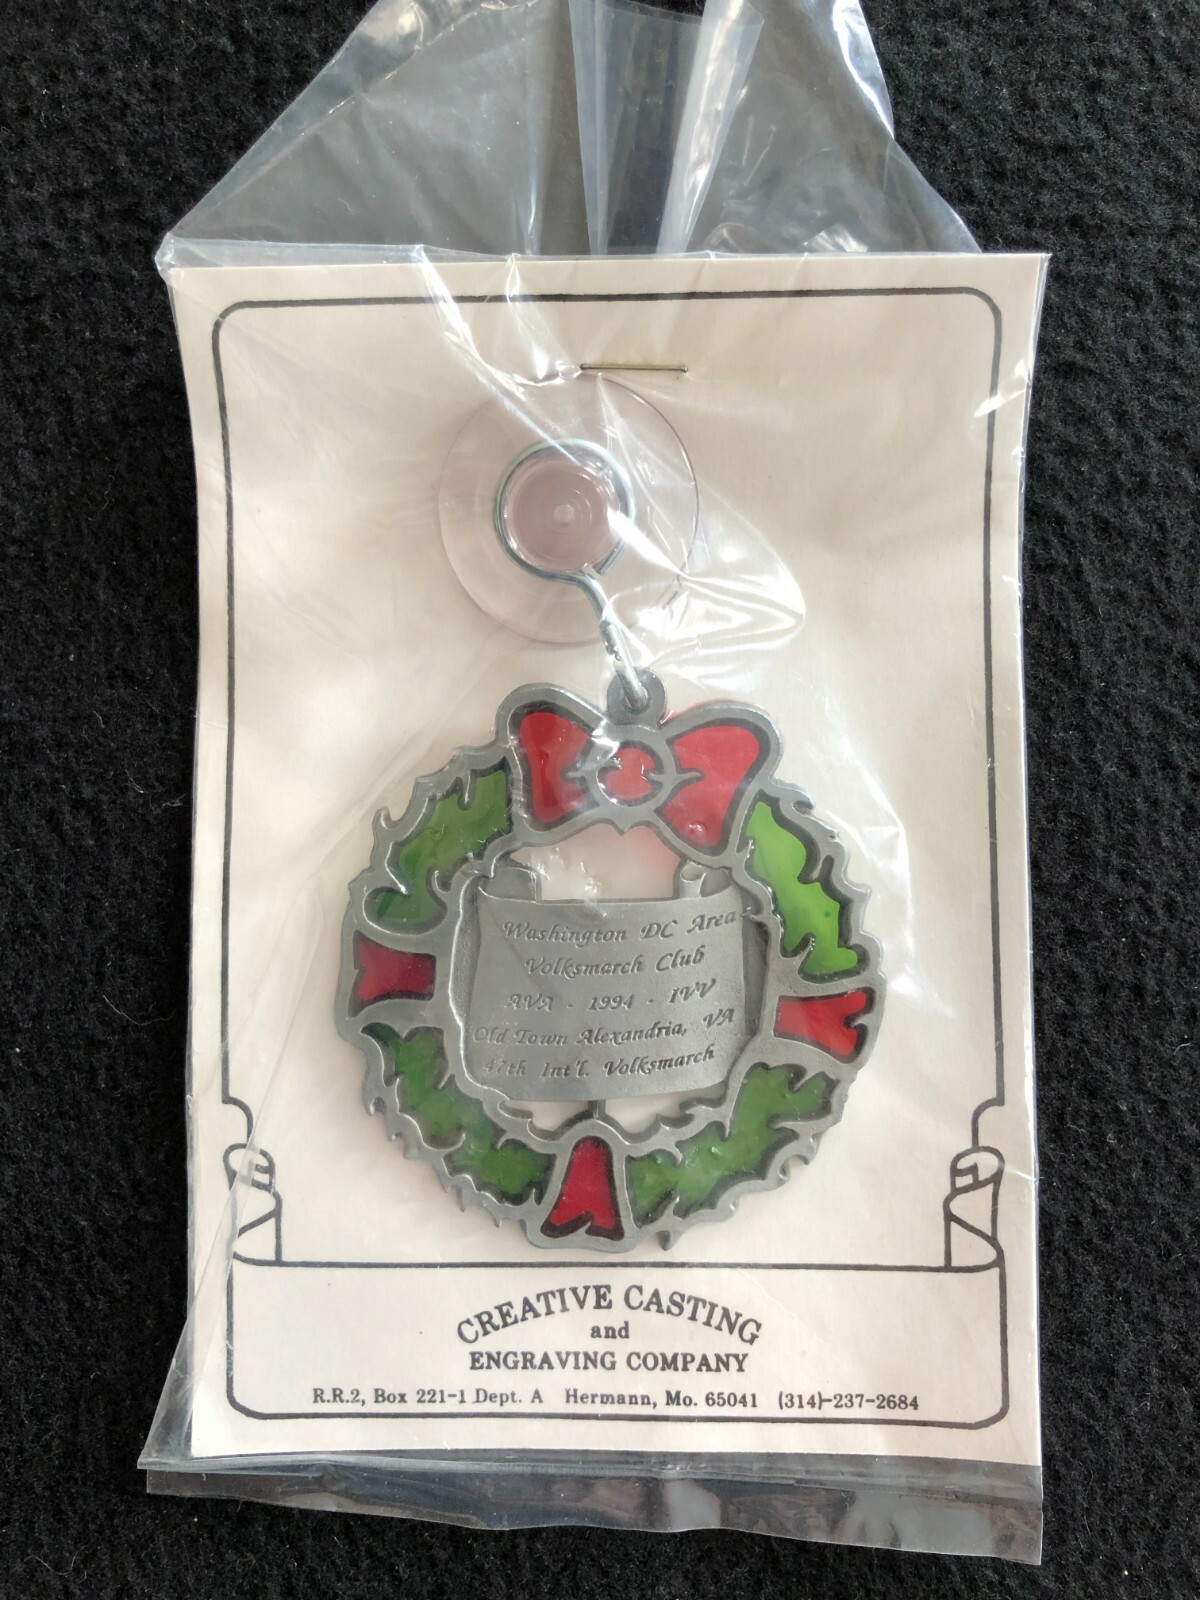 Washington DC Area
Volksmarch Club
AVA - 1994 - IVV
Old Town Alexandria, VA
47th Int'l. Volksmarch
CREATIVE CASTING
and
ENGRAVING COMPANY
R.R.2, Box 221-1 Dept. A Hermann, Mo. 65041 (314)-237-2684